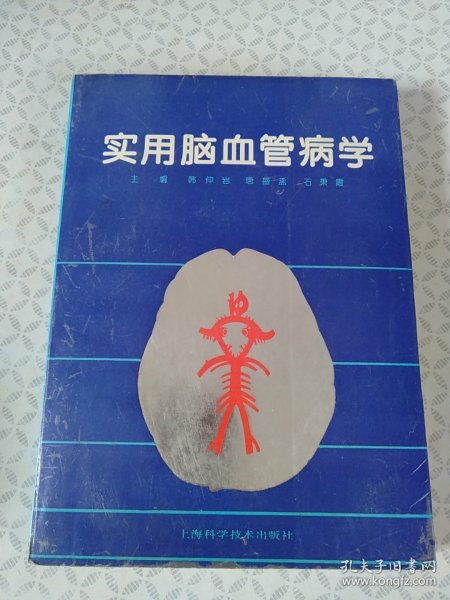 实用脑血管病学
主编 韩仲岩 唐盛孟 石秉霞
上海科学技术出版社
孔夫子旧书网
www.kongfz.com